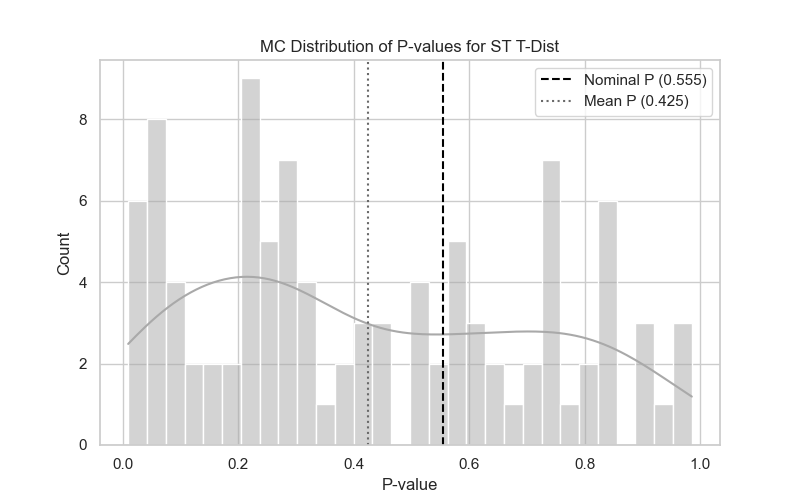 MC Distribution of P-values for ST T-Dist
Nominal P (0.555)
Mean P (0.425)
Count
8
6
4
2
0
0.0 0.2 0.4 0.6 0.8 1.0
P-value